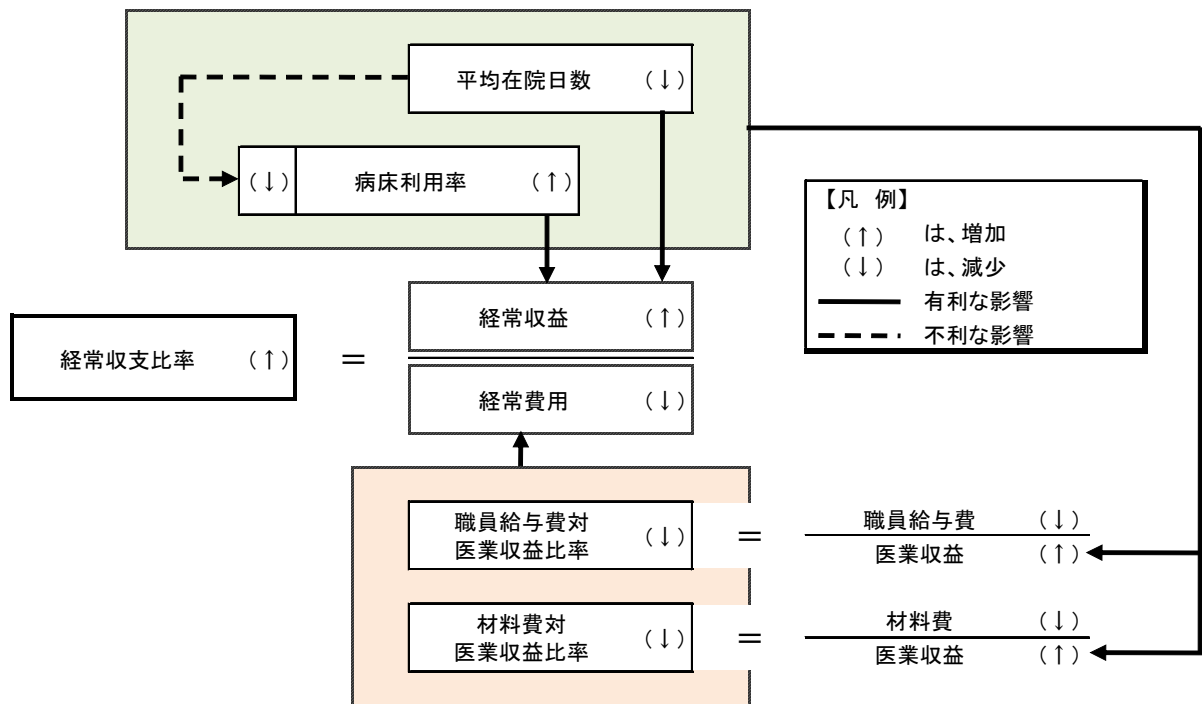 平均在院日数 (↓)
(↓) 病床利用率 (↑)
【凡 例】
(↑) は、増加
(↓) は、減少
有利な影響
不利な影響
経常収益 (↑)
経常収支比率 (↑) =
経常費用 (↓)
職員給与費対
医業収益比率 (↓) =
職員給与費 (↓)
医業収益 (↑)
材料費対
医業収益比率 (↓) =
材料費 (↓)
医業収益 (↑)